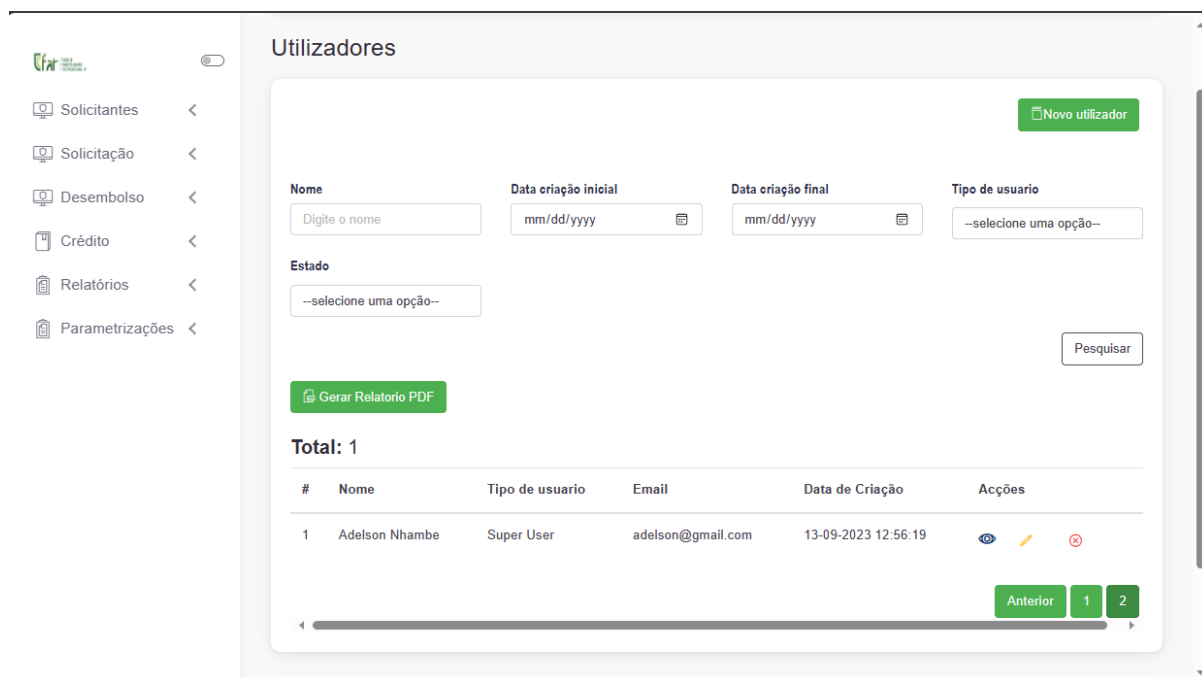 Utilizadores
Solicitantes
Solicitação
Desembolso
Crédito
Relatórios
Parametrizações
Novo utilizador
Nome Data criação inicial Data criação final Tipo de usuario
Digite o nome mm/dd/yyyy mm/dd/yyyy --selecione uma opção--
Estado
--selecione uma opção--
Pesquisar
Gerar Relatorio PDF
Total: 1
# Nome Tipo de usuario Email Data de Criação Acções
1 Adelson Nhambe Super User adelson@gmail.com 13-09-2023 12:56:19
Anterior 1 2